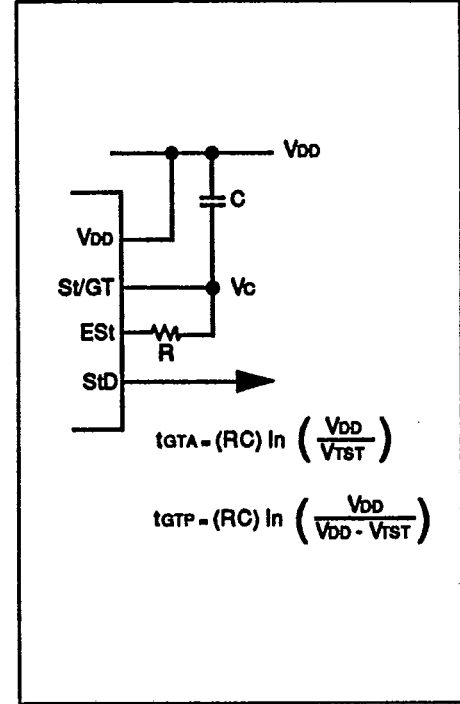 VDD
C
VDD
St/GT
VC
ESt
R
StD
tGTA = (RC) ln (VDD / VTST)
tGTP = (RC) ln (VDD / VDD - VTST)